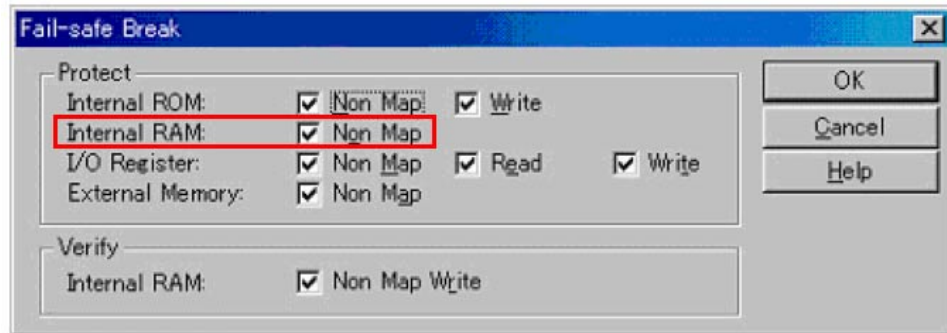 Fail-safe Break
Protect
Internal ROM: Non Map Write
Internal RAM: Non Map
I/O Register: Non Map Read Write
External Memory: Non Map
Verify
Internal RAM: Non Map Write
OK
Cancel
Help